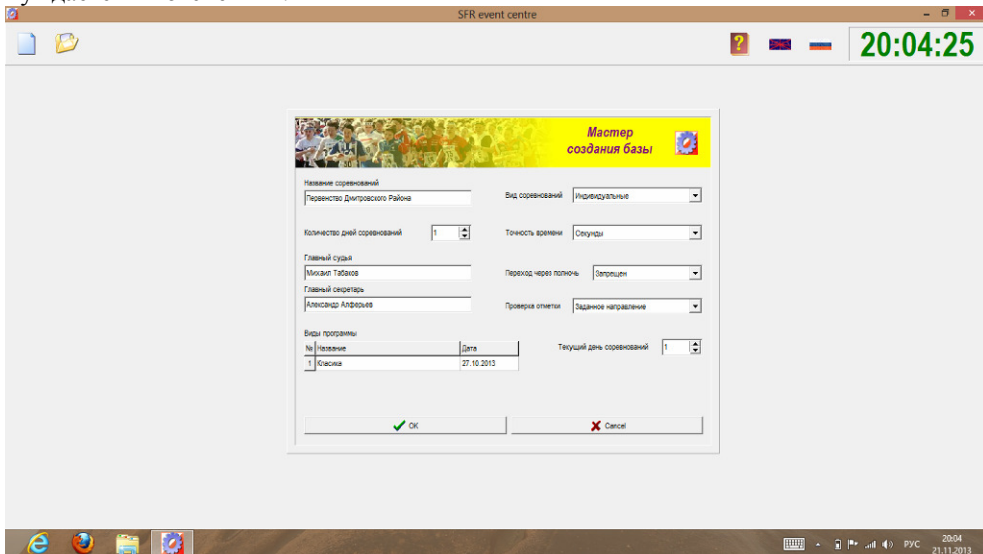 SFR event centre
20:04:25
Мастер
создания базы
Название соревнований
Первенство Дмитровского Района
Вид соревнований Индивидуальные
Количество дней соревнований 1
Точность времени Секунды
Главный судья
Михаил Табаков
Переход через полночь Запрещен
Главный секретарь
Александр Алферьев
Проверка отметки Заданное направление
Виды программы
№ Название Дата
1 Класика 27.10.2013
Текущий день соревнований 1
OK
Cancel
РУС
20:04
21.11.2013